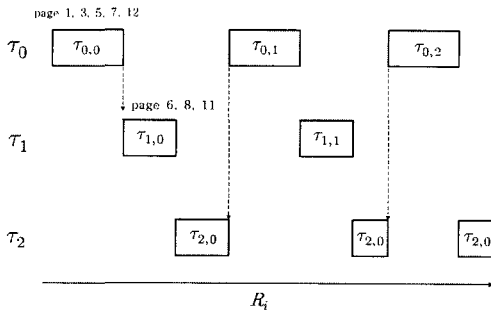 page 1, 3, 5, 7, 12
τ0 τ0,0 τ0,1 τ0,2
page 6, 8, 11
τ1 τ1,0 τ1,1
τ2 τ2,0 τ2,0 τ2,0
Ri